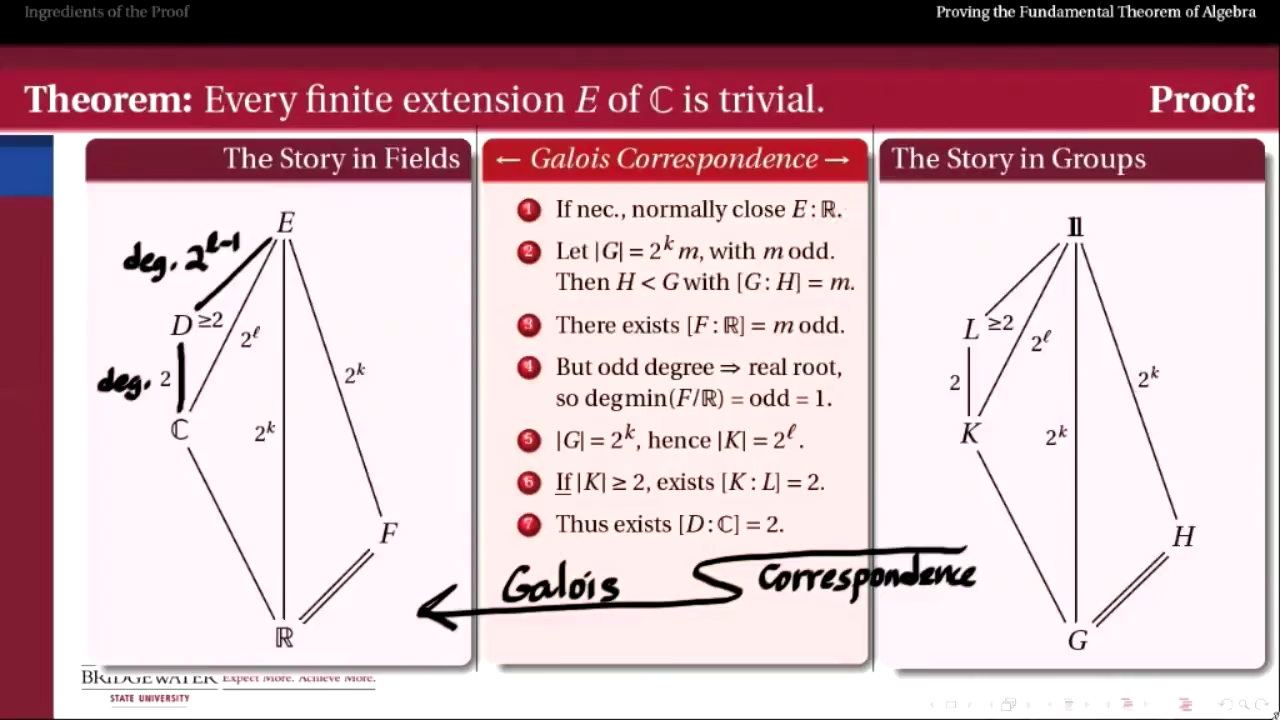 Ingredients of the Proof
Proving the Fundamental Theorem of Algebra
Theorem: Every finite extension E of ℂ is trivial.
Proof:
The Story in Fields
E
deg. 2^{ℓ-1}
D ≥2
2^ℓ
deg. 2
2^k
ℂ
2^k
F
ℝ
← Galois Correspondence →
1 If nec., normally close E:ℝ.
2 Let |G| = 2^k m, with m odd.
Then H < G with [G:H] = m.
3 There exists [F:ℝ] = m odd.
4 But odd degree ⇒ real root,
so deg min(F/ℝ) = odd = 1.
5 |G| = 2^k, hence |K| = 2^ℓ.
6 If |K| ≥ 2, exists [K:L] = 2.
7 Thus exists [D:ℂ] = 2.
Galois Correspondence
The Story in Groups
𝟙
L ≥2
2^ℓ
2
2^k
K
2^k
H
G
BRIDGEWATER
STATE UNIVERSITY
Expect More. Achieve More.